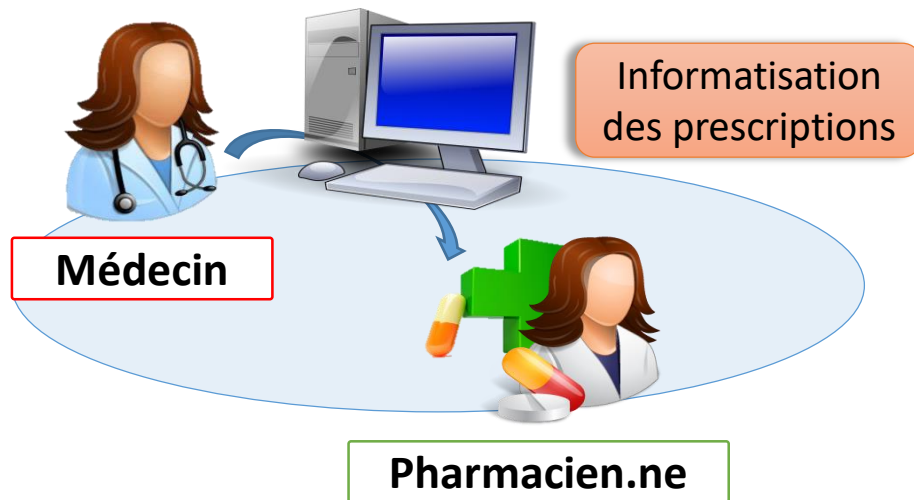 Informatisation
des prescriptions
Médecin
Pharmacien.ne